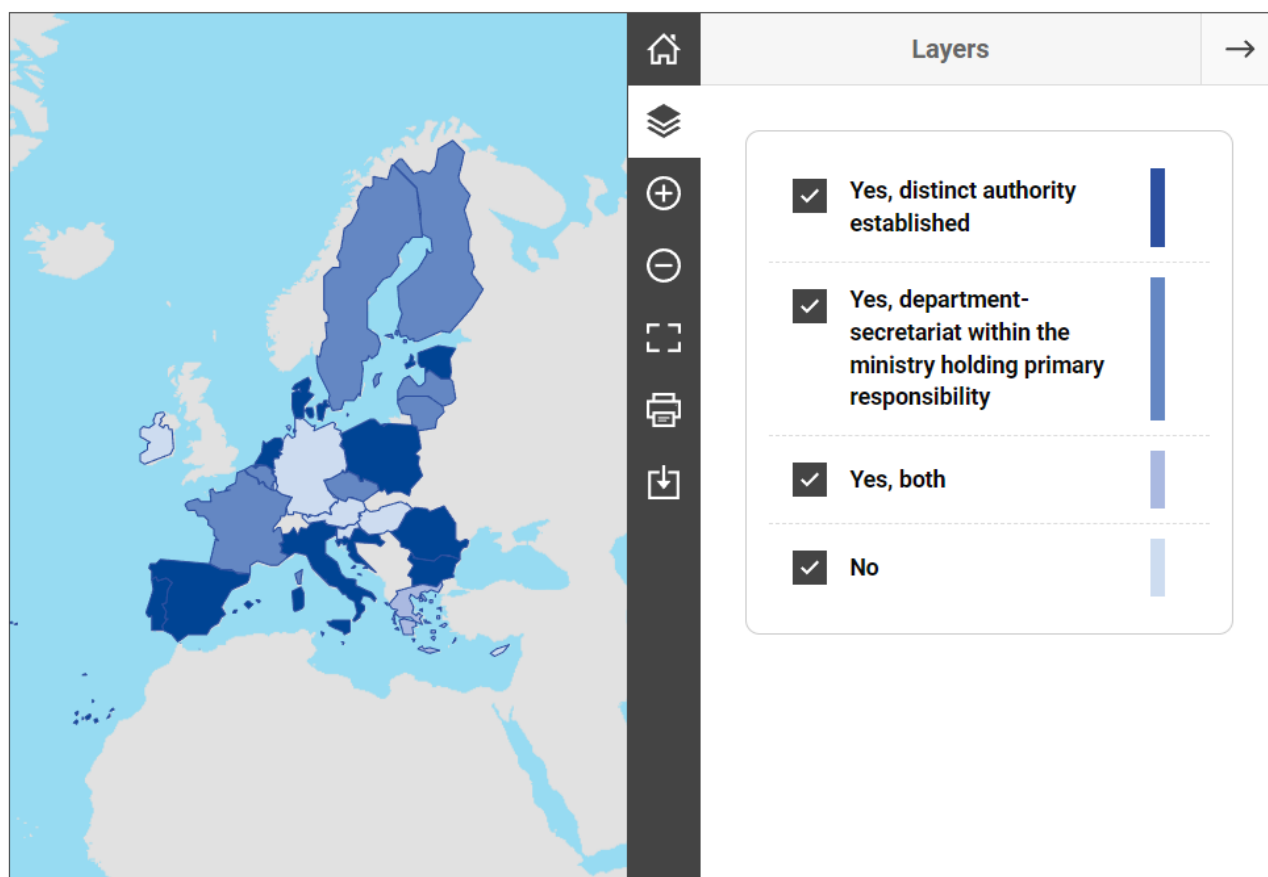 Layers
Yes, distinct authority
established
Yes, department-
secretariat within the
ministry holding primary
responsibility
Yes, both
No